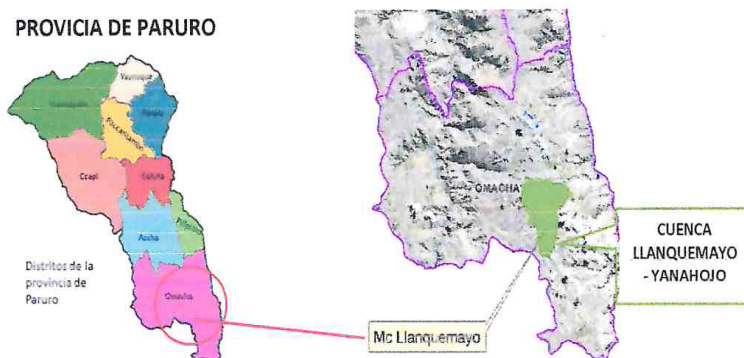 PROVICIA DE PARURO
Yaurisque
Paruro
Ccapi
Accha
Omacha
Distritos de la
provincia de
Paruro
OMACHA
CUENCA
LLANQUEMAYO
- YANAHOJO
Mc Llanquemayo